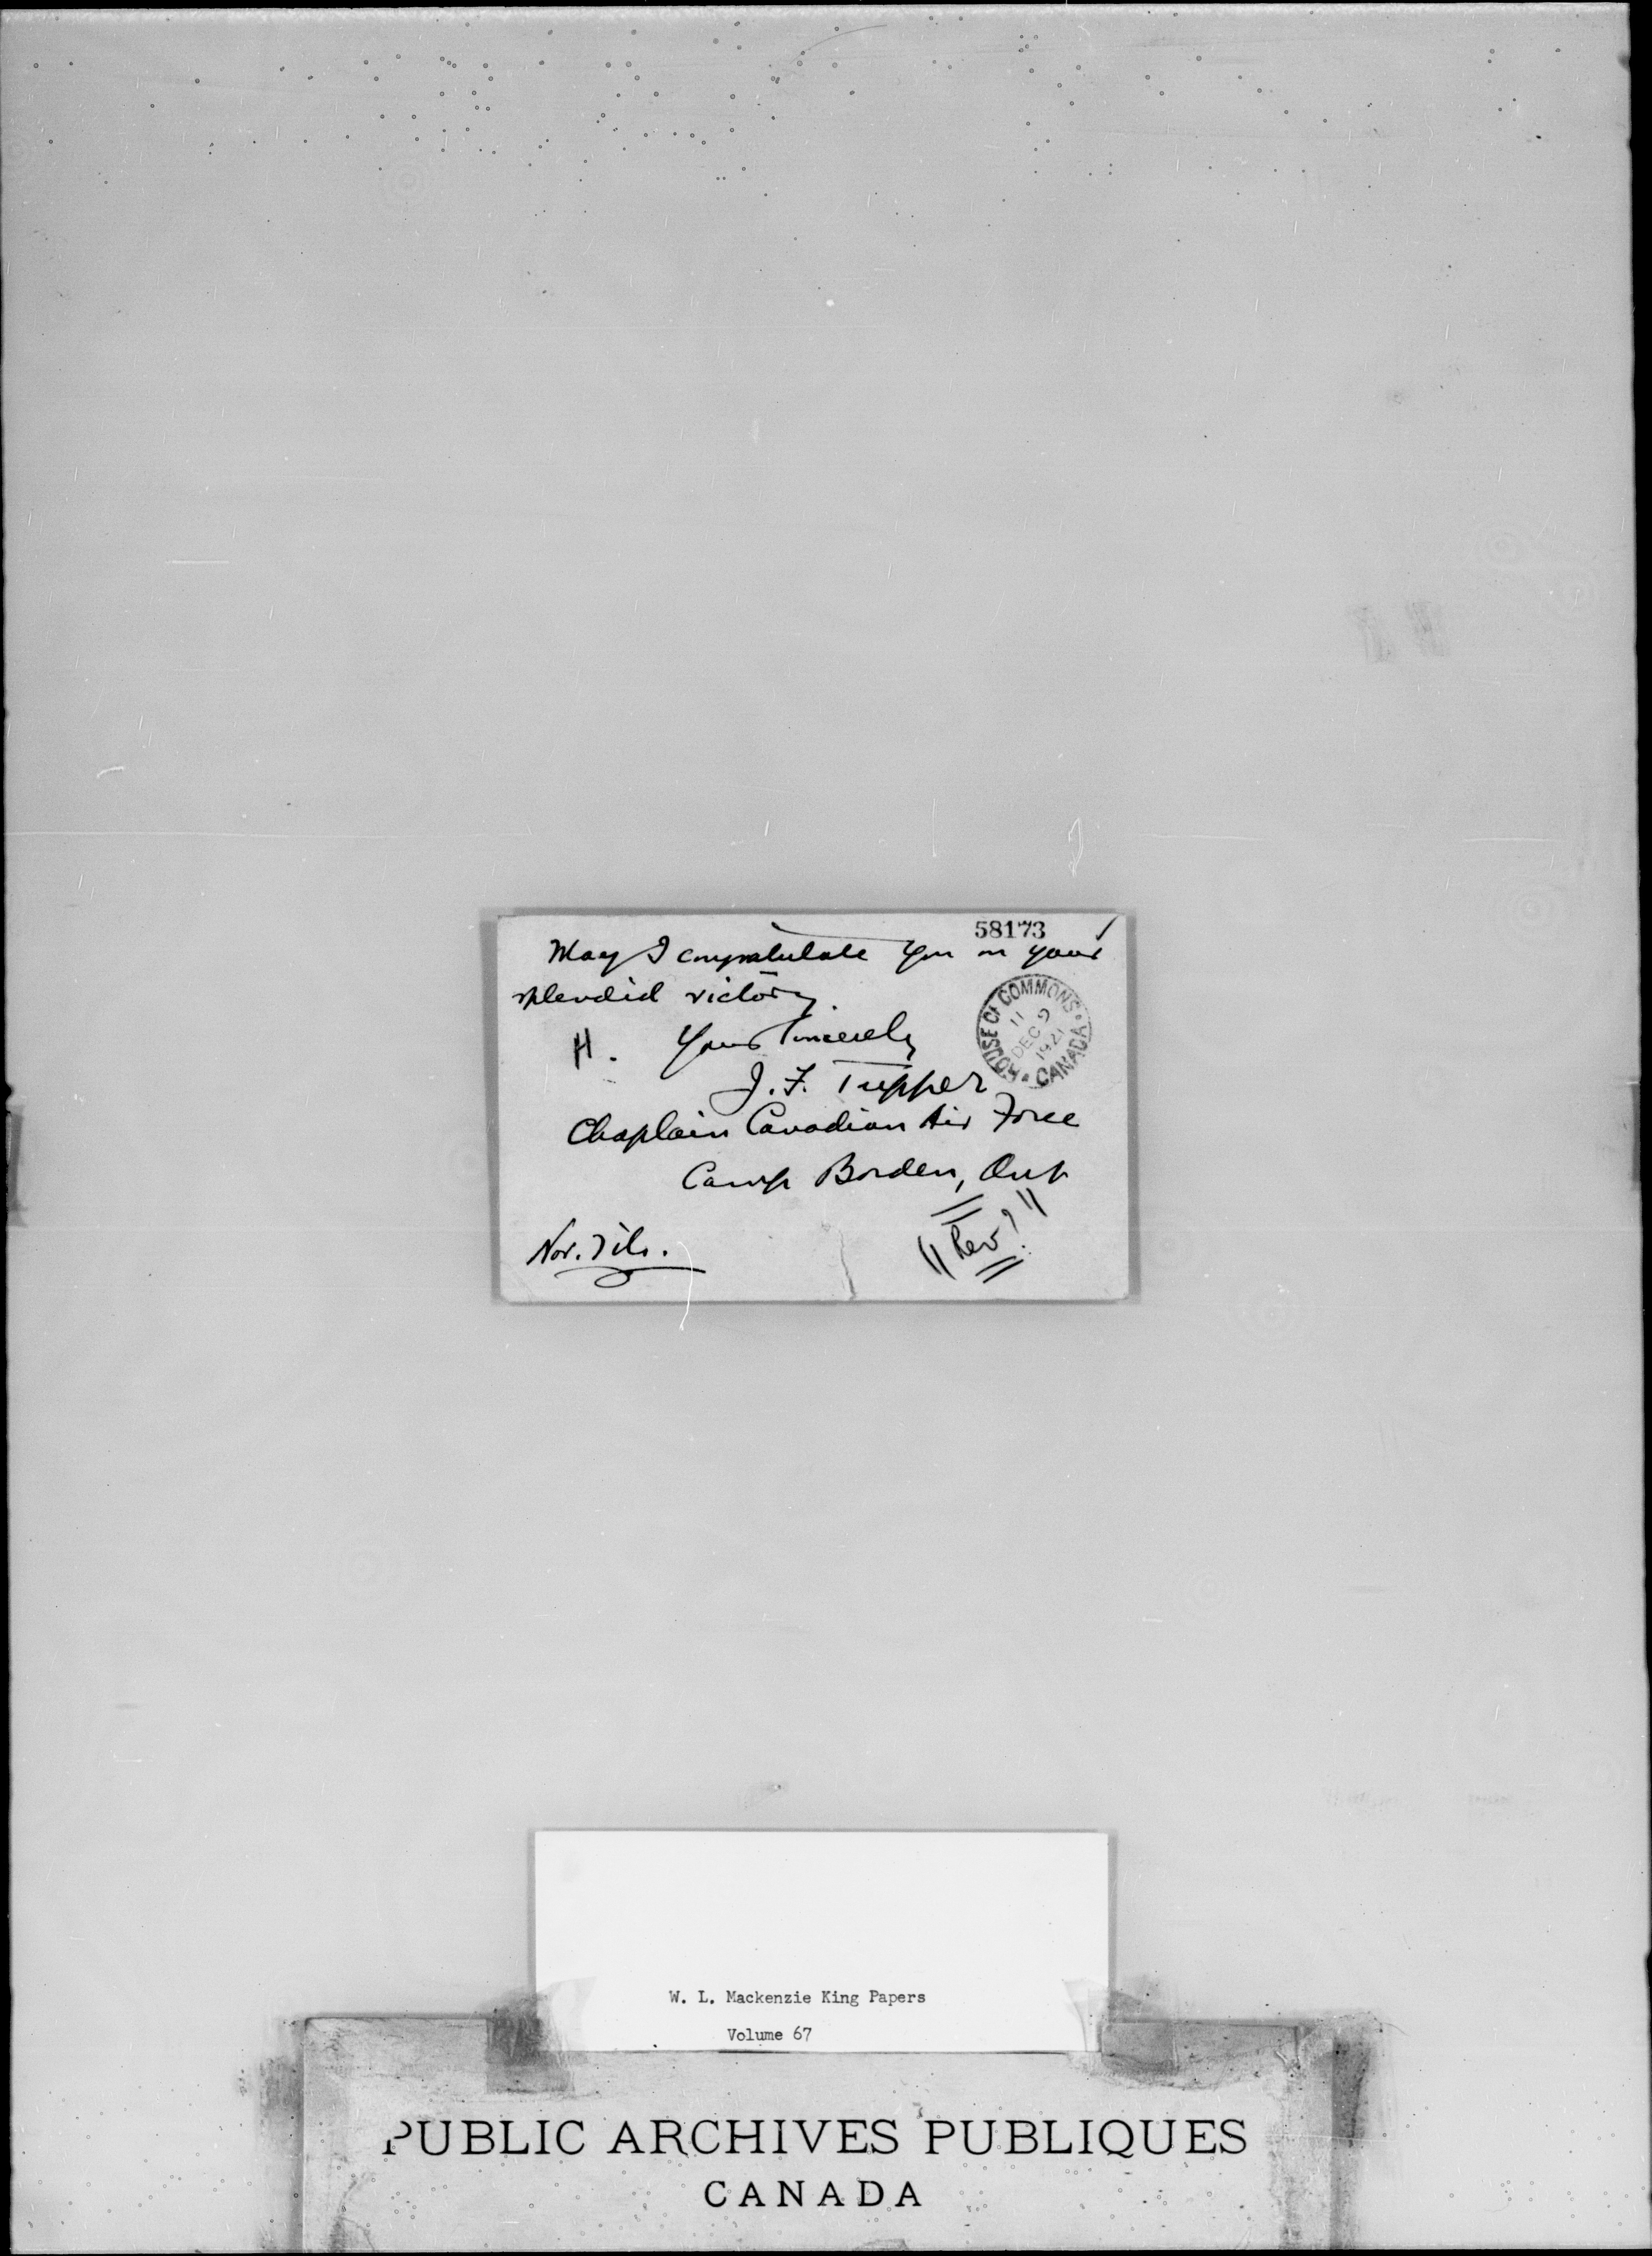 58173
May I congratulate you on your
splendid victory.
H. Yours Sincerely
J. F. Tupper
Chaplain Canadian Air Force
Camp Borden, Ont
"Rev?"
Nov. 7th.
HOUSE OF COMMONS
11
DEC 9
1921
CANADA
W. L. Mackenzie King Papers
Volume 67
PUBLIC ARCHIVES PUBLIQUES
CANADA